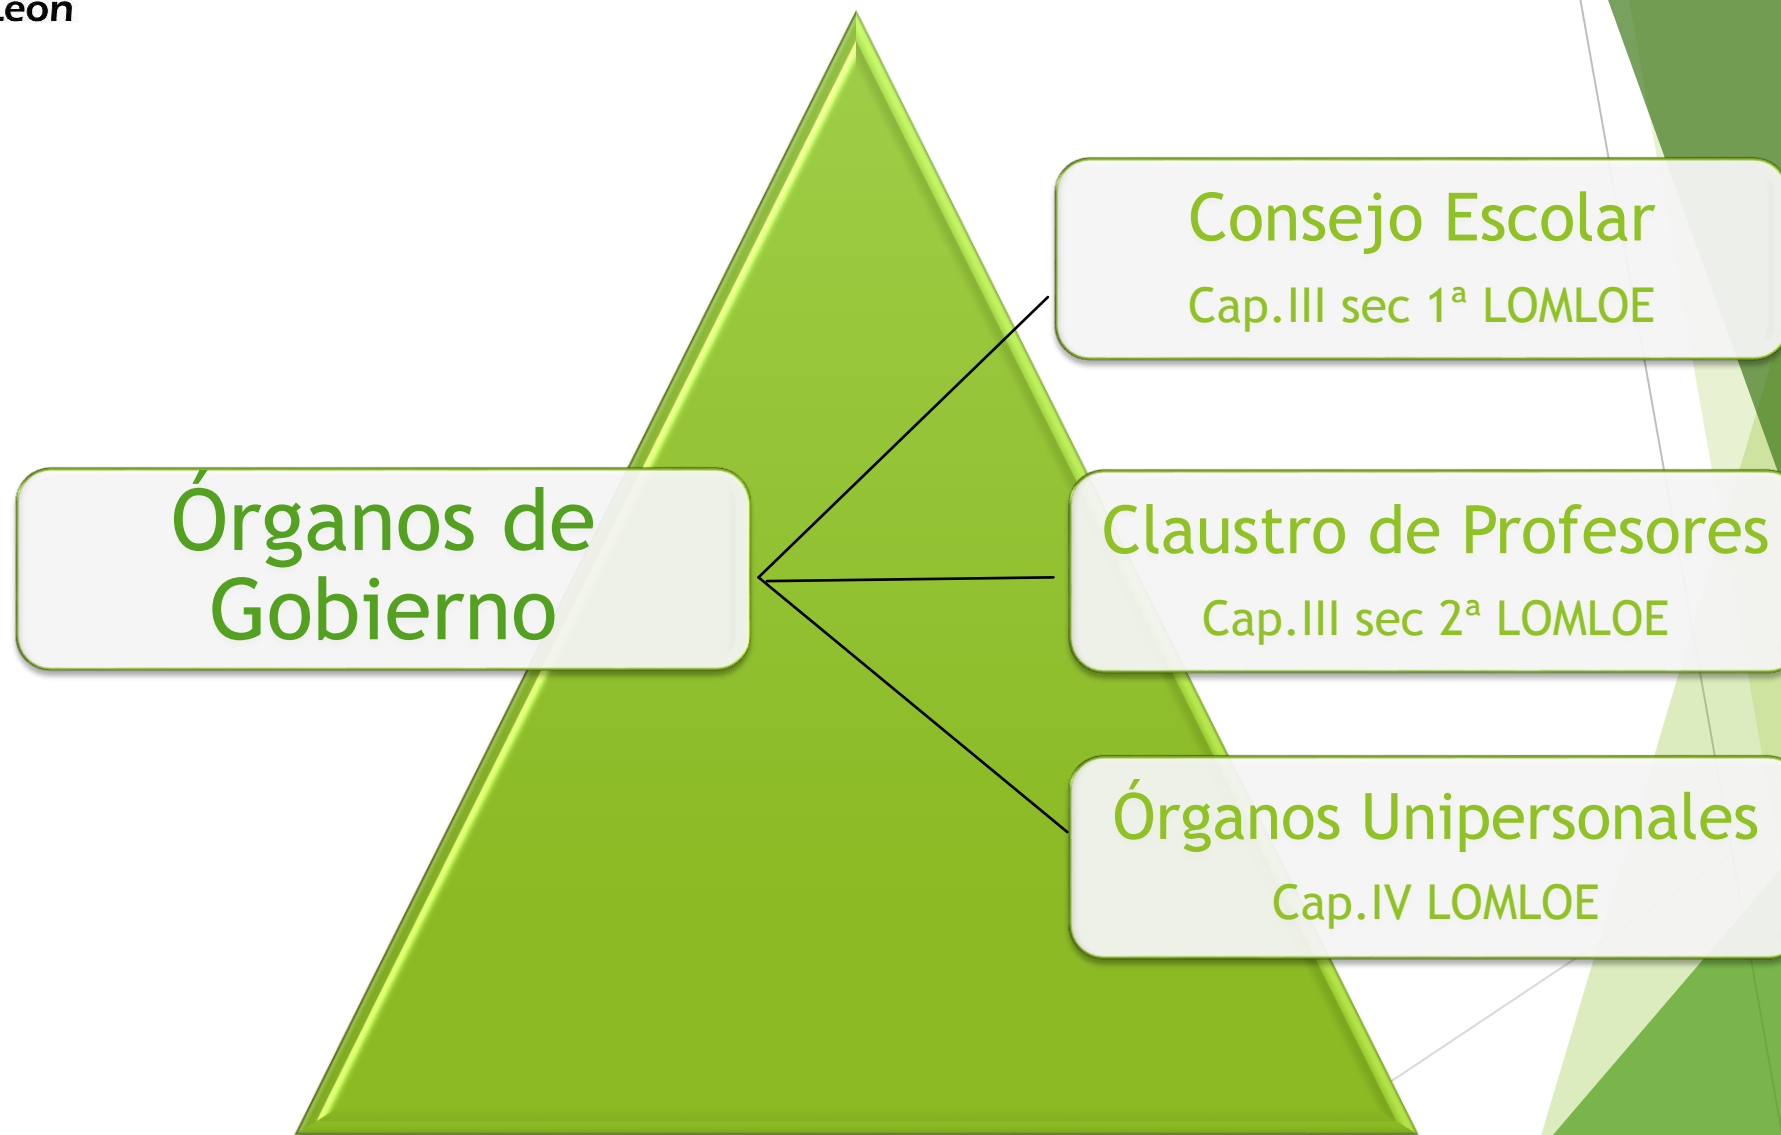 León
Órganos de
Gobierno
Consejo Escolar
Cap.III sec 1ª LOMLOE
Claustro de Profesores
Cap.III sec 2ª LOMLOE
Órganos Unipersonales
Cap.IV LOMLOE